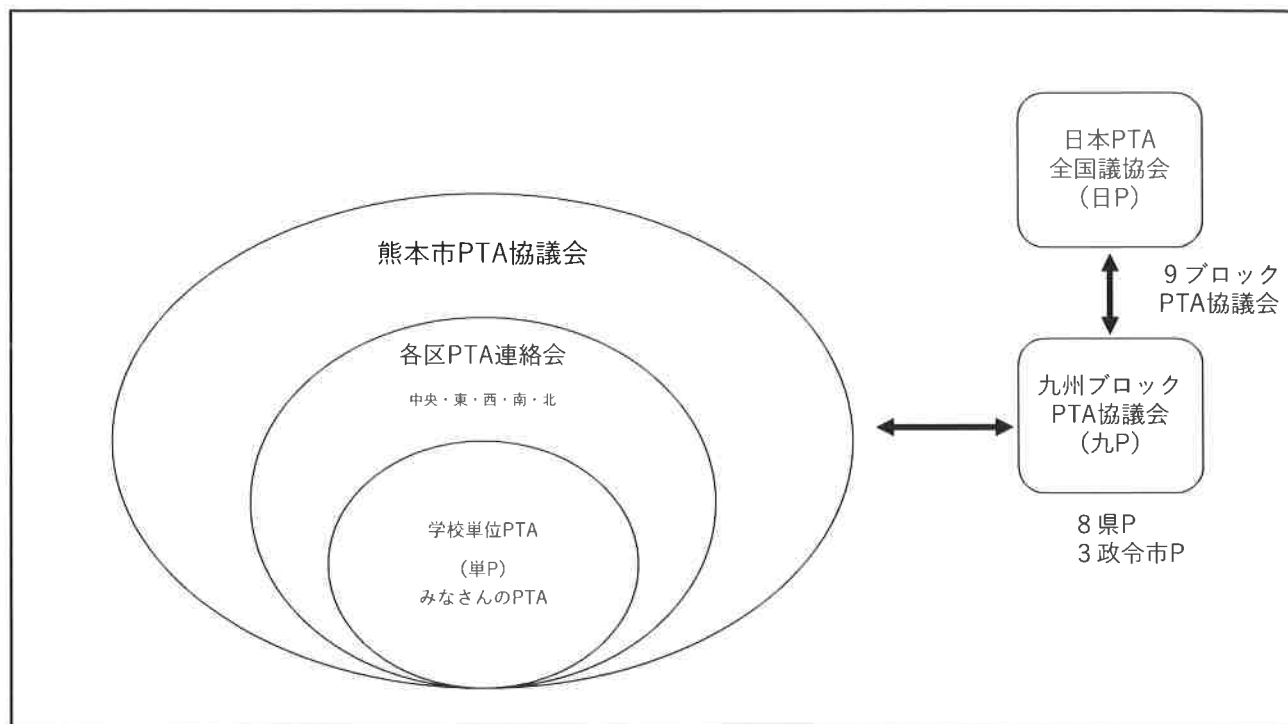 熊本市PTA協議会
各区PTA連絡会
中央・東・西・南・北
学校単位PTA
(単P)
みなさんのPTA
日本PTA
全国議協会
(日P)
9ブロック
PTA協議会
九州ブロック
PTA協議会
(九P)
8県P
3政令市P